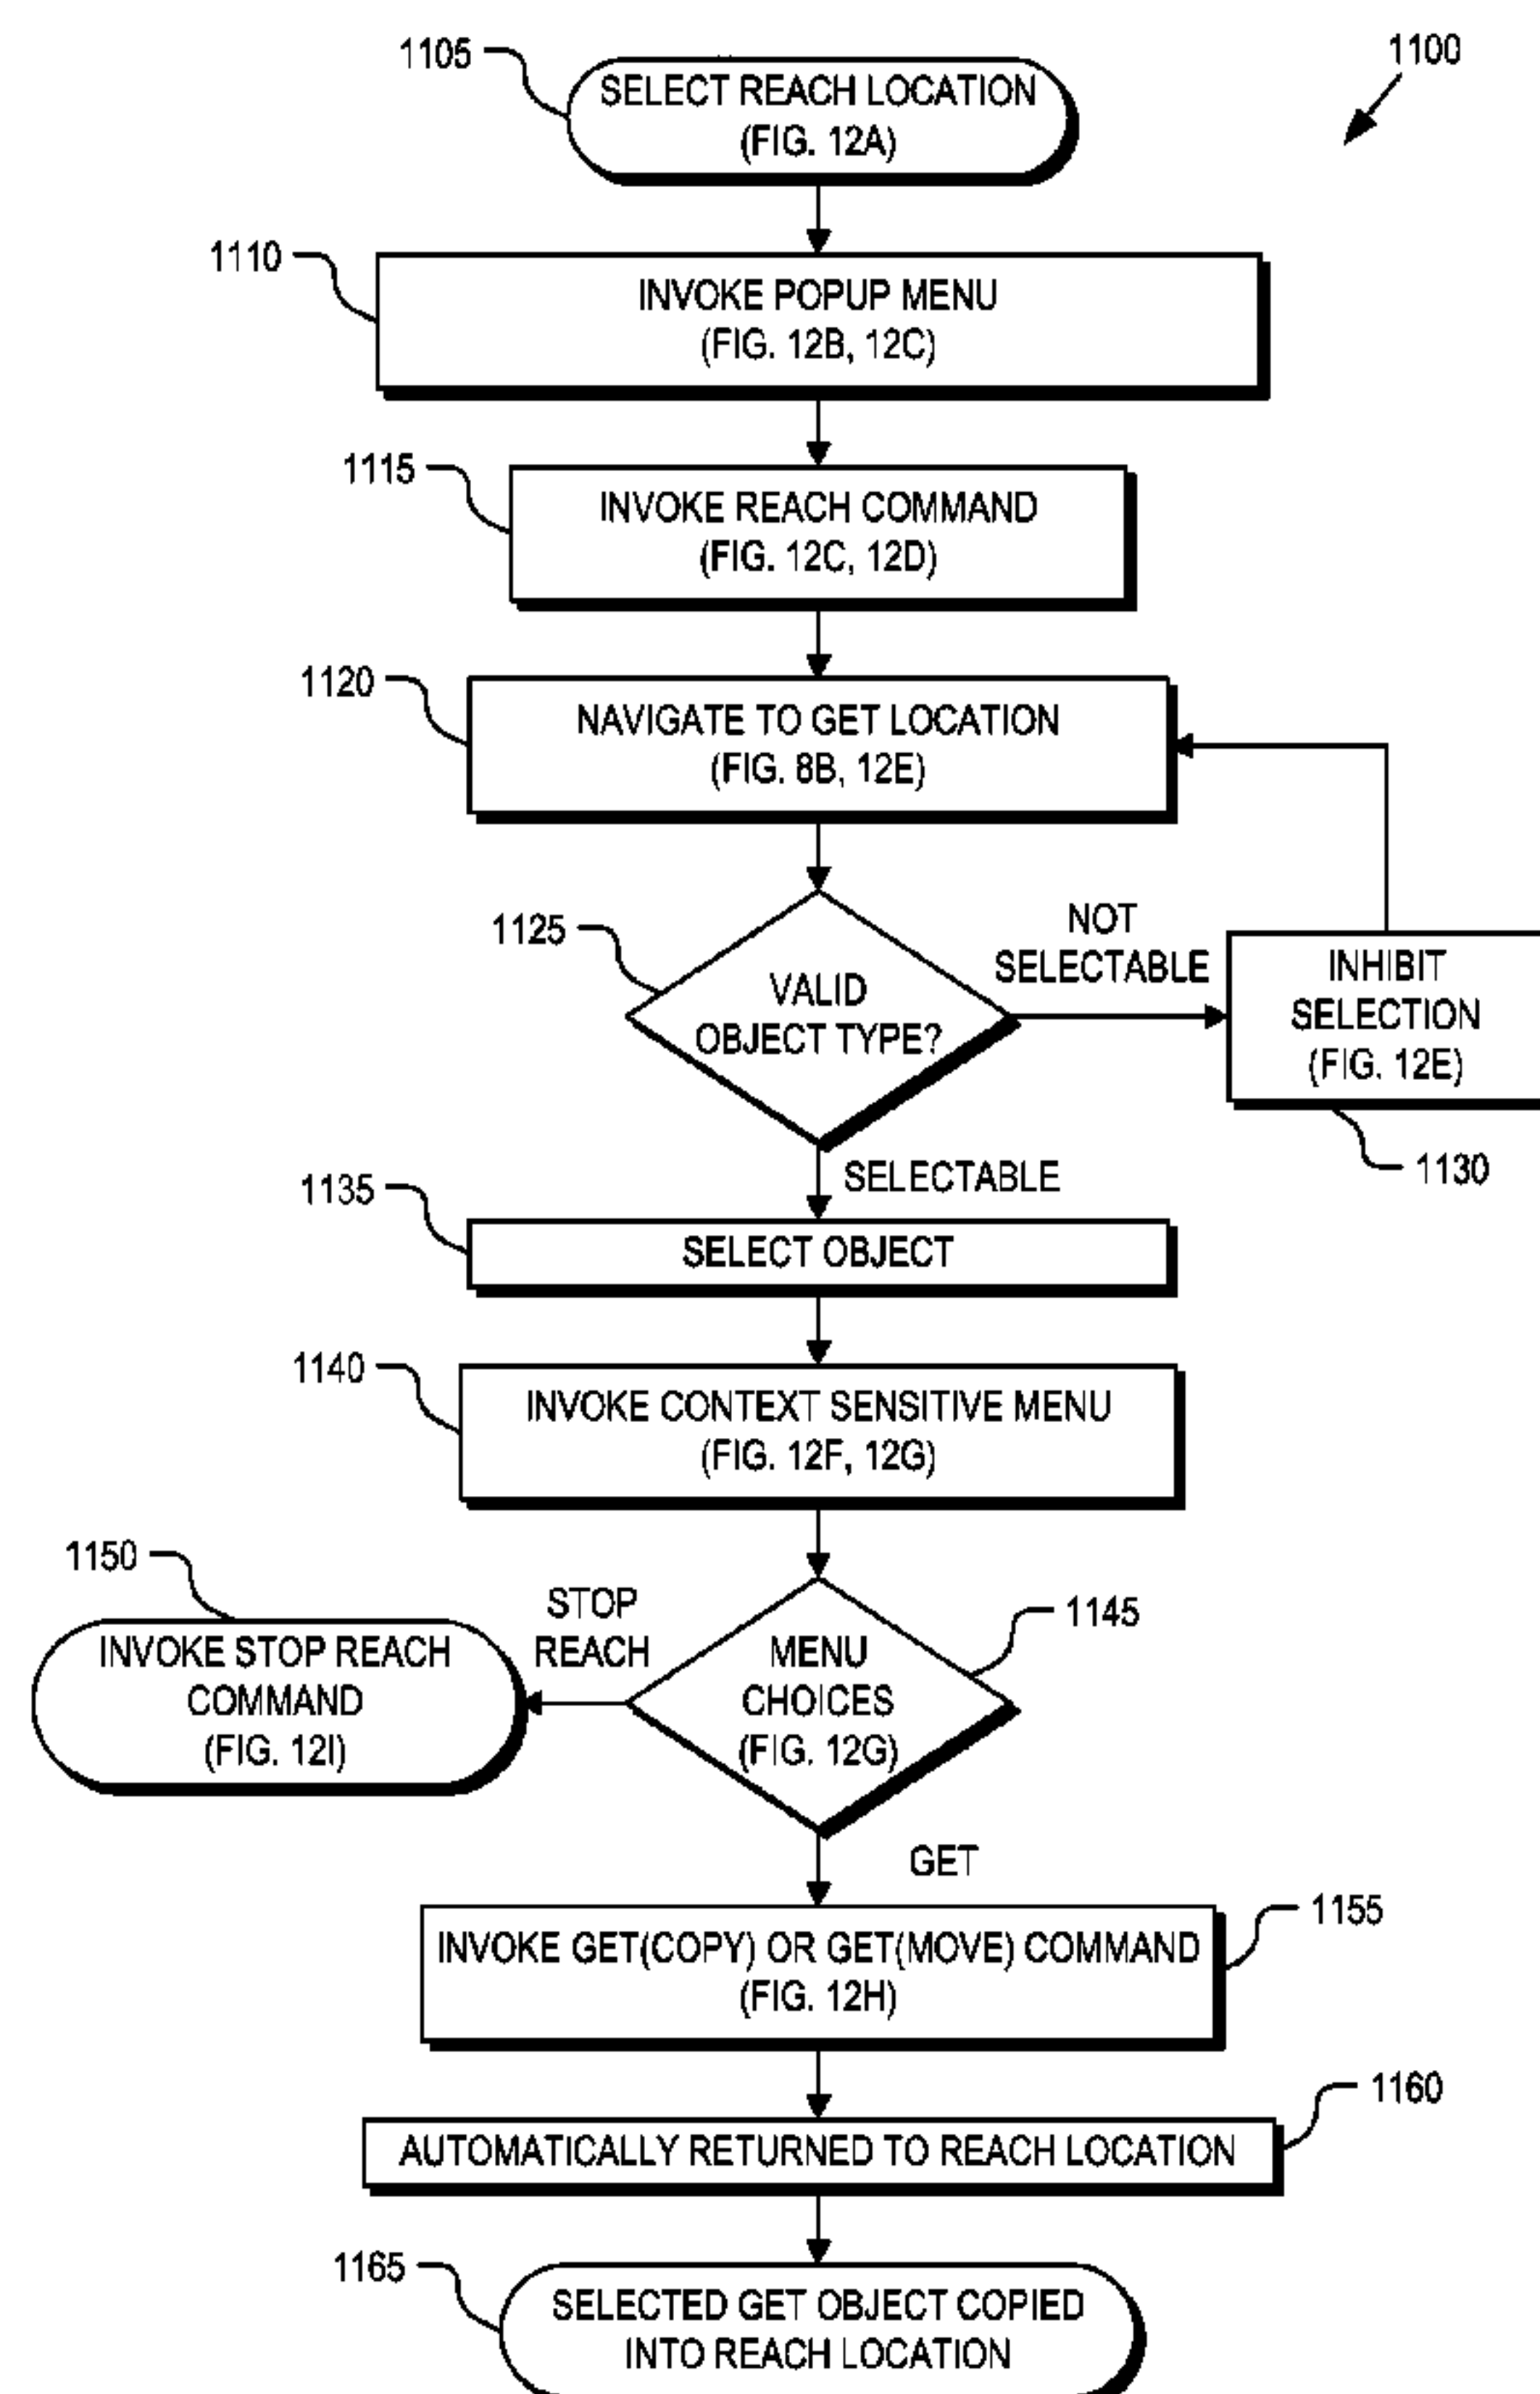 1105
SELECT REACH LOCATION
(FIG. 12A)
1100
1110
INVOKE POPUP MENU
(FIG. 12B, 12C)
1115
INVOKE REACH COMMAND
(FIG. 12C, 12D)
1120
NAVIGATE TO GET LOCATION
(FIG. 8B, 12E)
1125
VALID
OBJECT TYPE?
NOT
SELECTABLE
INHIBIT
SELECTION
(FIG. 12E)
1130
SELECTABLE
1135
SELECT OBJECT
1140
INVOKE CONTEXT SENSITIVE MENU
(FIG. 12F, 12G)
1150
INVOKE STOP REACH
COMMAND
(FIG. 12I)
STOP
REACH
MENU
CHOICES
(FIG. 12G)
1145
GET
1155
INVOKE GET(COPY) OR GET(MOVE) COMMAND
(FIG. 12H)
1160
AUTOMATICALLY RETURNED TO REACH LOCATION
1165
SELECTED GET OBJECT COPIED
INTO REACH LOCATION